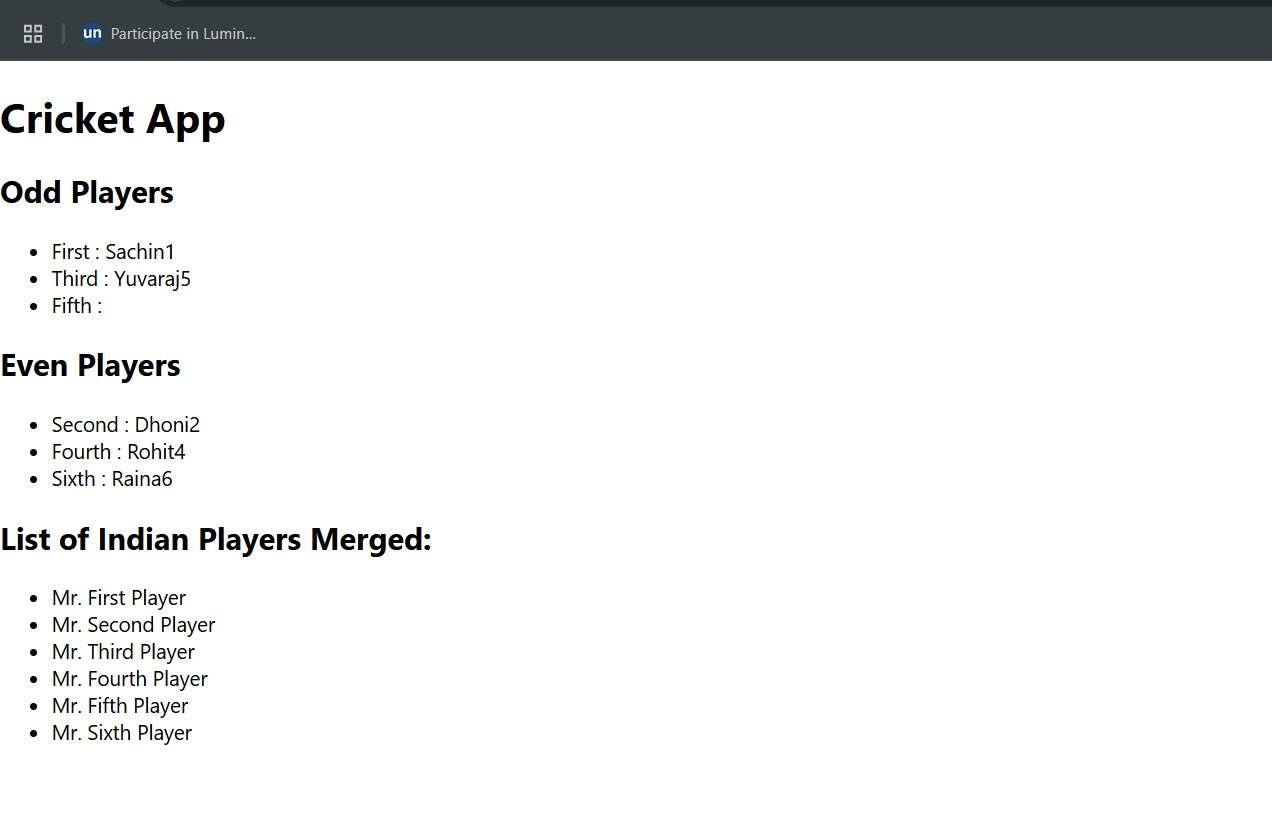 un Participate in Lumin...
Cricket App
Odd Players
First : Sachin1
Third : Yuvaraj5
Fifth :
Even Players
Second : Dhoni2
Fourth : Rohit4
Sixth : Raina6
List of Indian Players Merged:
Mr. First Player
Mr. Second Player
Mr. Third Player
Mr. Fourth Player
Mr. Fifth Player
Mr. Sixth Player